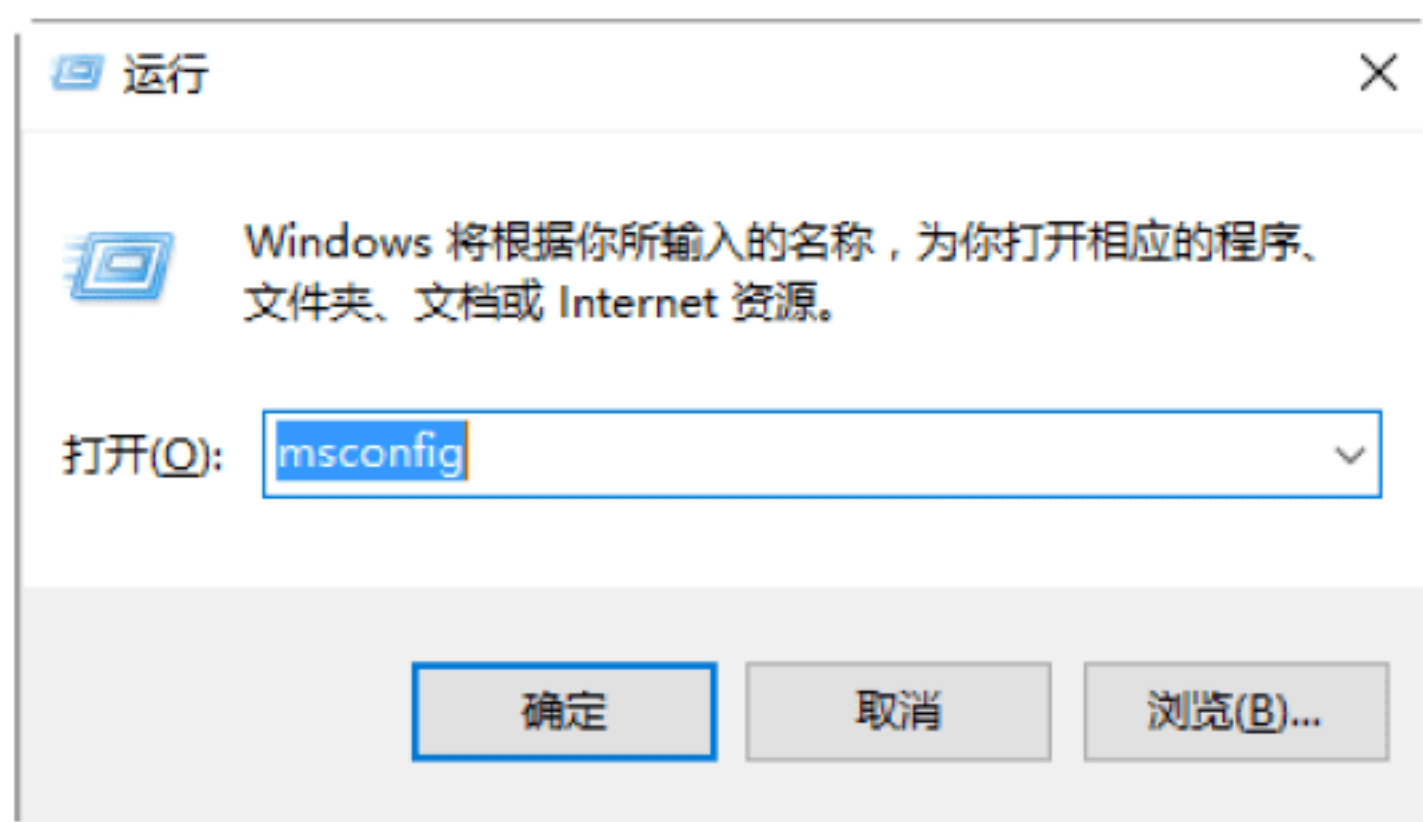 运行
Windows 将根据你所输入的名称，为你打开相应的程序、
文件夹、文档或 Internet 资源。
打开(O): msconfig
确定 取消 浏览(B)...